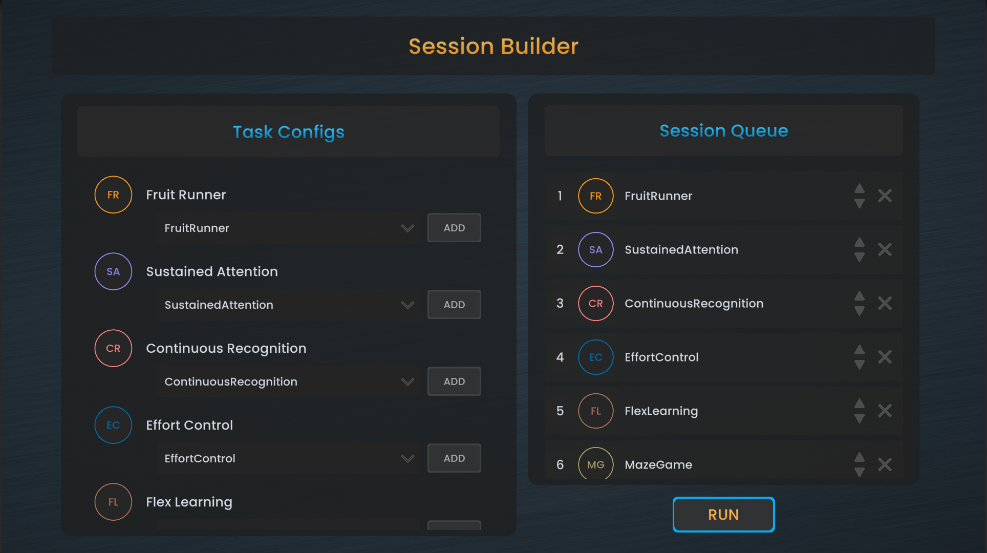 Session Builder
Task Configs
FR Fruit Runner
FruitRunner ADD
SA Sustained Attention
SustainedAttention ADD
CR Continuous Recognition
ContinuousRecognition ADD
EC Effort Control
EffortControl ADD
FL Flex Learning
Session Queue
1 FR FruitRunner
2 SA SustainedAttention
3 CR ContinuousRecognition
4 EC EffortControl
5 FL FlexLearning
6 MG MazeGame
RUN